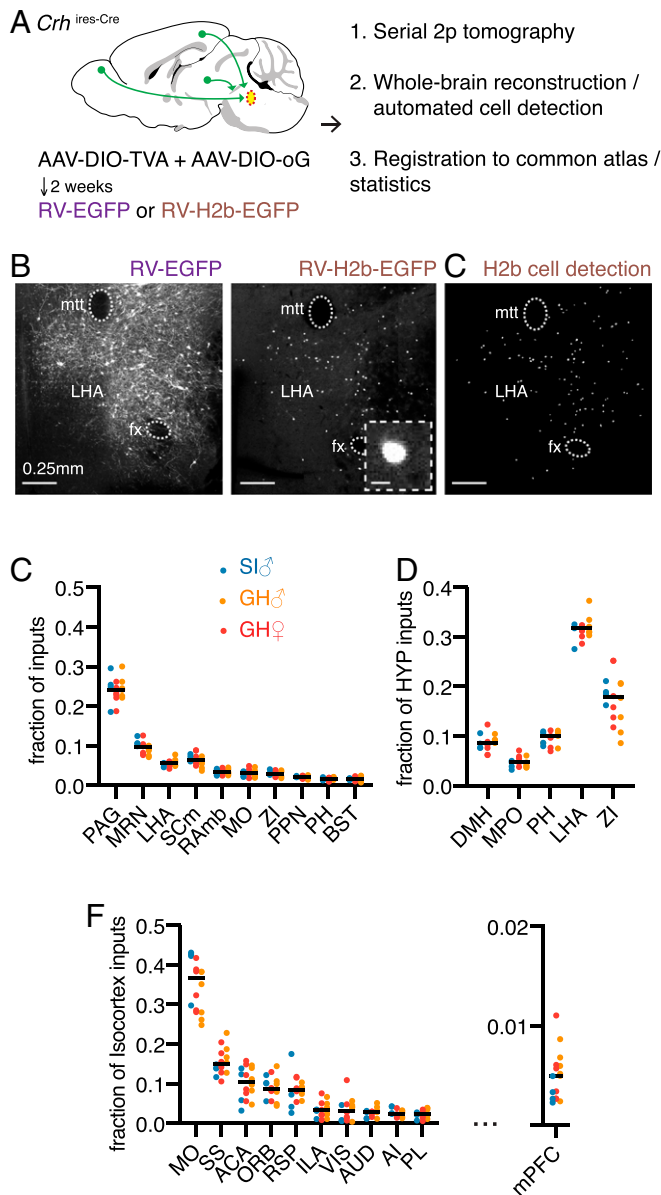 A Crh ires-Cre
AAV-DIO-TVA + AAV-DIO-oG
↓2 weeks
RV-EGFP or RV-H2b-EGFP
→
1. Serial 2p tomography
2. Whole-brain reconstruction /
automated cell detection
3. Registration to common atlas /
statistics
B RV-EGFP RV-H2b-EGFP C H2b cell detection
mtt mtt mtt
LHA LHA LHA
fx fx fx
0.25mm
C
SI♂
GH♂
GH♀
fraction of inputs
0.5
0.4
0.3
0.2
0.1
0.0
PAG MRN LHA SCm RAmb MO ZI PPN PH BST
D
fraction of HYP inputs
0.4
0.3
0.2
0.1
0.0
DMH MPO PH LHA ZI
F
fraction of Isocortex inputs
0.5
0.4
0.3
0.2
0.1
0.0
MO SS ACA ORB RSP ILA VIS AUD AI PL
...
0.02
0.01
mPFC